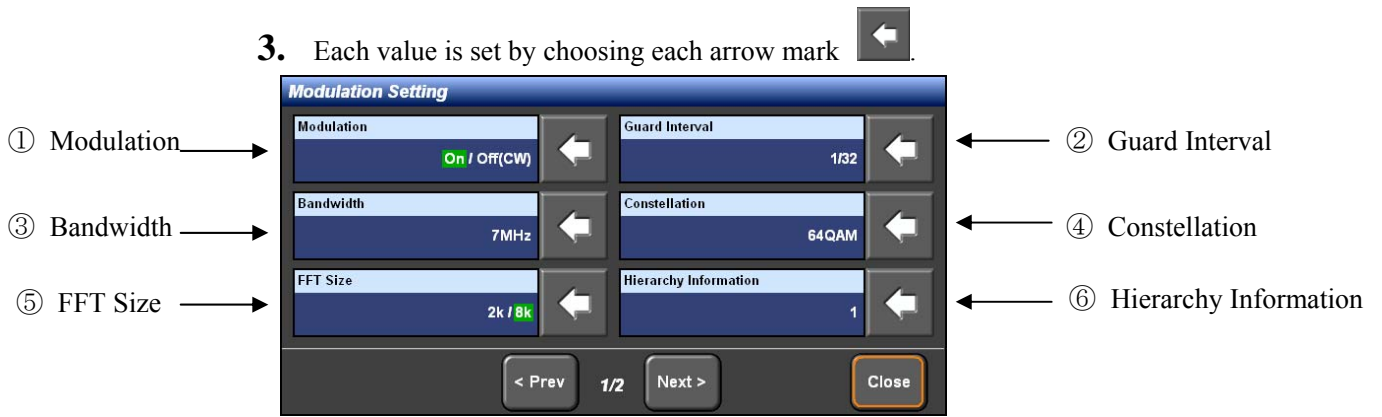 3. Each value is set by choosing each arrow mark .
Modulation Setting
① Modulation
Modulation
On / Off(CW)
Guard Interval
1/32
② Guard Interval
③ Bandwidth
Bandwidth
7MHz
Constellation
64QAM
④ Constellation
⑤ FFT Size
FFT Size
2k / 8k
Hierarchy Information
1
⑥ Hierarchy Information
< Prev 1/2 Next > Close